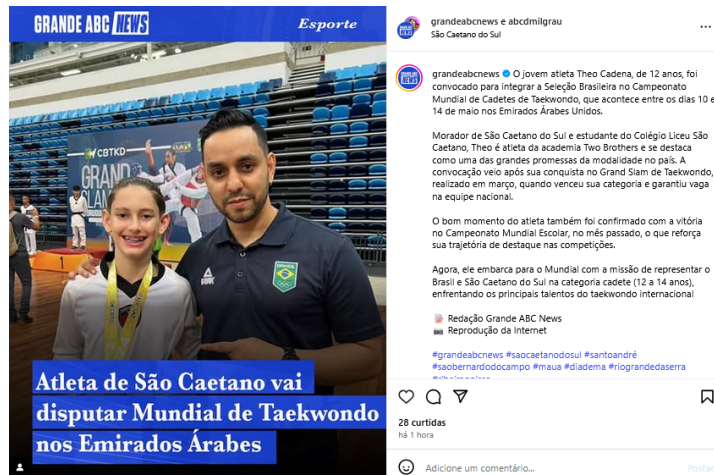 GRANDE ABC NEWS
Esporte
CBTKD
GRAND
SLAM
BRASIL
Atleta de São Caetano vai
disputar Mundial de Taekwondo
nos Emirados Árabes
grandeabcnews e abcdmilgrau
São Caetano do Sul
grandeabcnews O jovem atleta Theo Cadena, de 12 anos, foi
convocado para integrar a Seleção Brasileira no Campeonato
Mundial de Cadetes de Taekwondo, que acontece entre os dias 10 e
14 de maio nos Emirados Árabes Unidos.
Morador de São Caetano do Sul e estudante do Colégio Liceu São
Caetano, Theo é atleta da academia Two Brothers e se destaca
como uma das grandes promessas da modalidade no país. A
convocação veio após sua conquista no Grand Slam de Taekwondo,
realizado em março, quando venceu sua categoria e garantiu vaga
na equipe nacional.
O bom momento do atleta também foi confirmado com a vitória
no Campeonato Mundial Escolar, no mês passado, o que reforça
sua trajetória de destaque nas competições.
Agora, ele embarca para o Mundial com a missão de representar o
Brasil e São Caetano do Sul na categoria cadete (12 a 14 anos),
enfrentando os principais talentos do taekwondo internacional
Redação Grande ABC News
Reprodução da Internet
#grandeabcnews #saocaetanodosul #santoandré
#saobernardodocampo #maua #diadema #riograndedaserra
28 curtidas
há 1 hora
Adicione um comentário...
Postar